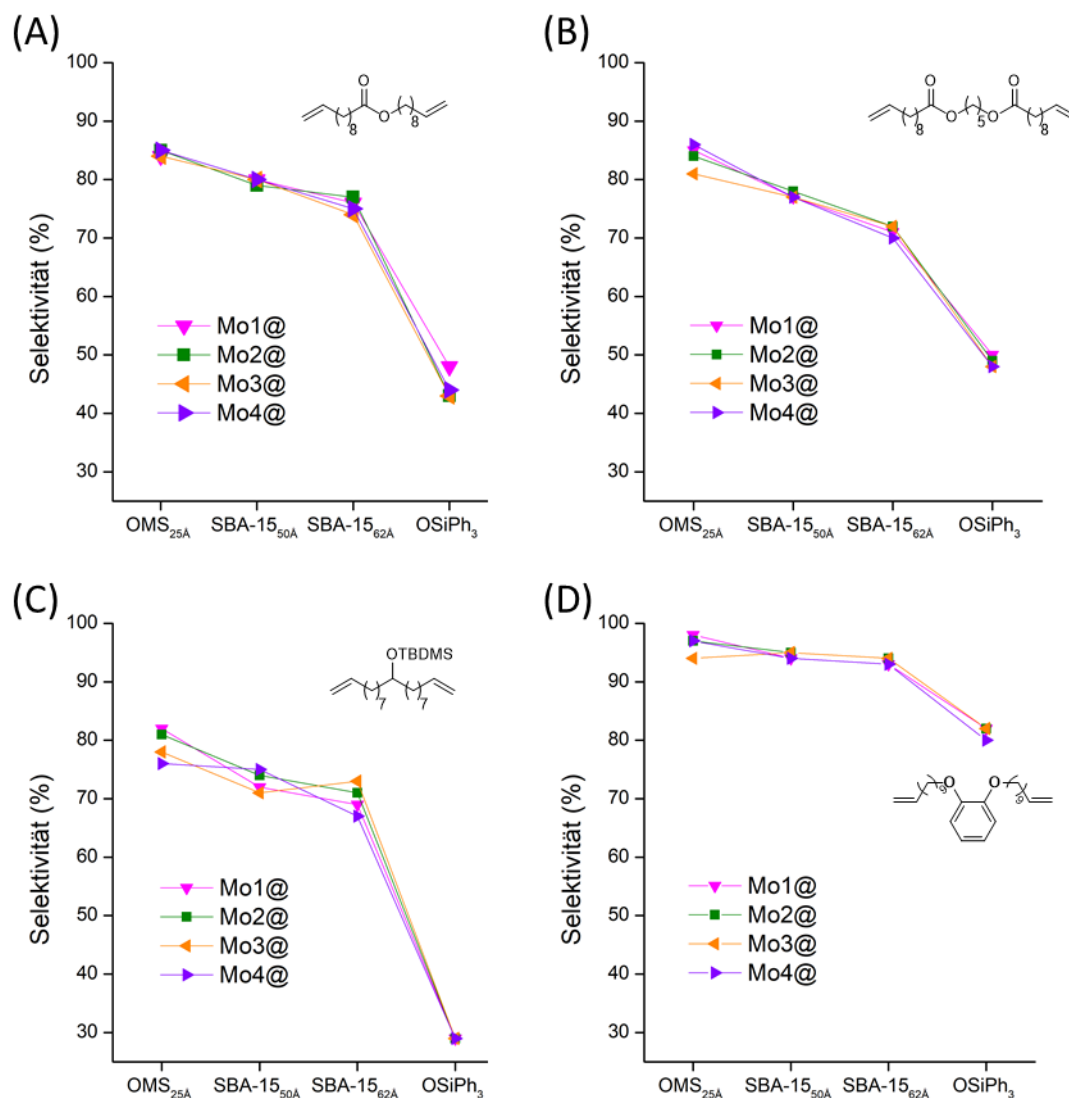 (A)
Selektivität (%)
100
90
80
70
60
50
40
30
O
O
8
8
Mo1@
Mo2@
Mo3@
Mo4@
OMS25Å SBA-1550Å SBA-1562Å OSiPh3
(B)
Selektivität (%)
100
90
80
70
60
50
40
30
O O
O O
8 5 8
Mo1@
Mo2@
Mo3@
Mo4@
OMS25Å SBA-1550Å SBA-1562Å OSiPh3
(C)
Selektivität (%)
100
90
80
70
60
50
40
30
OTBDMS
7 7
Mo1@
Mo2@
Mo3@
Mo4@
OMS25Å SBA-1550Å SBA-1562Å OSiPh3
(D)
Selektivität (%)
100
90
80
70
60
50
40
30
O O
9 9
Mo1@
Mo2@
Mo3@
Mo4@
OMS25Å SBA-1550Å SBA-1562Å OSiPh3